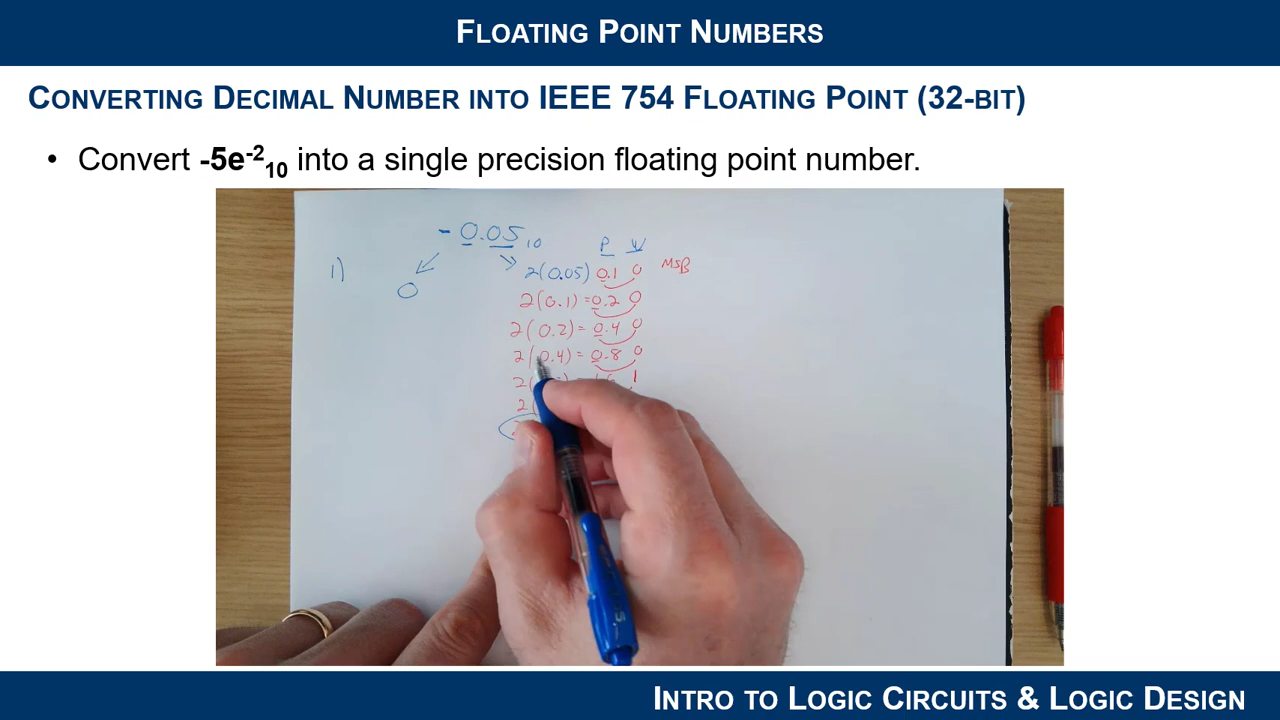 FLOATING POINT NUMBERS
CONVERTING DECIMAL NUMBER INTO IEEE 754 FLOATING POINT (32-BIT)
• Convert -5e⁻²₁₀ into a single precision floating point number.
- 0.05₁₀
P W
1) 0 2(0.05) 0.1 0 MSB
2(0.1) = 0.2 0
2(0.2) = 0.4 0
2(0.4) = 0.8 0
2( 1
2(
INTRO TO LOGIC CIRCUITS & LOGIC DESIGN